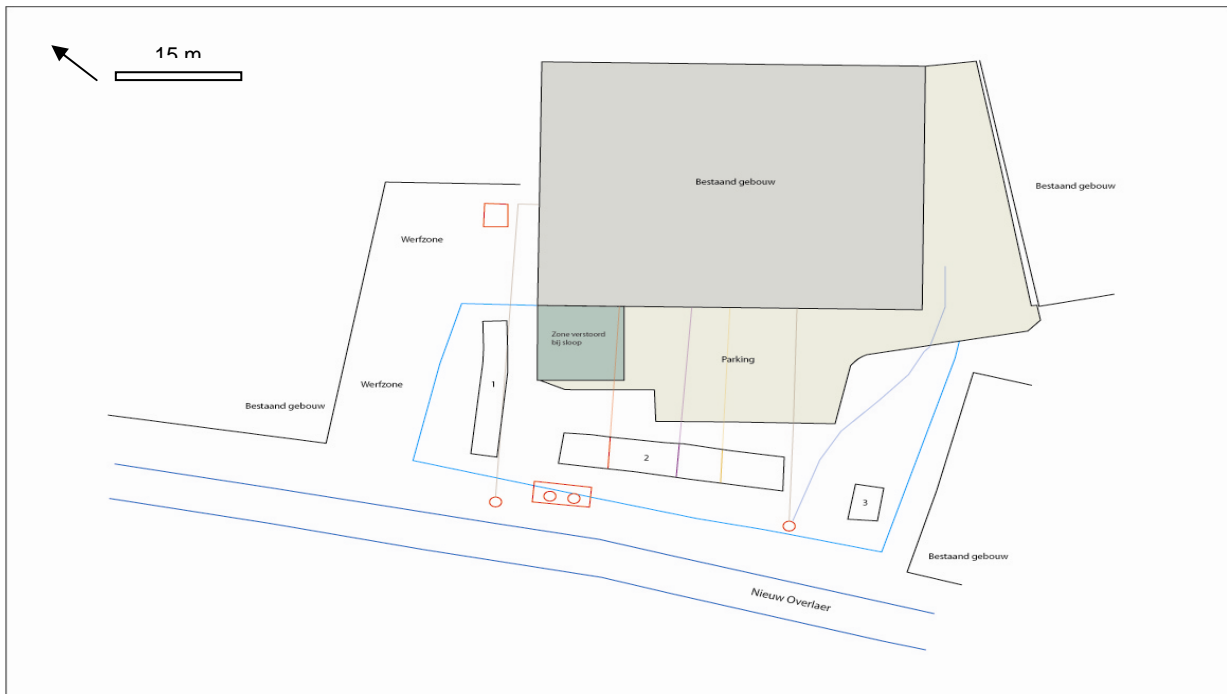 15 m
Bestaand gebouw
Bestaand gebouw
Werfzone
Zone verstoord
bij sloop
Parking
Werfzone
1
Bestaand gebouw
2
3
Bestaand gebouw
Nieuw Overlaer